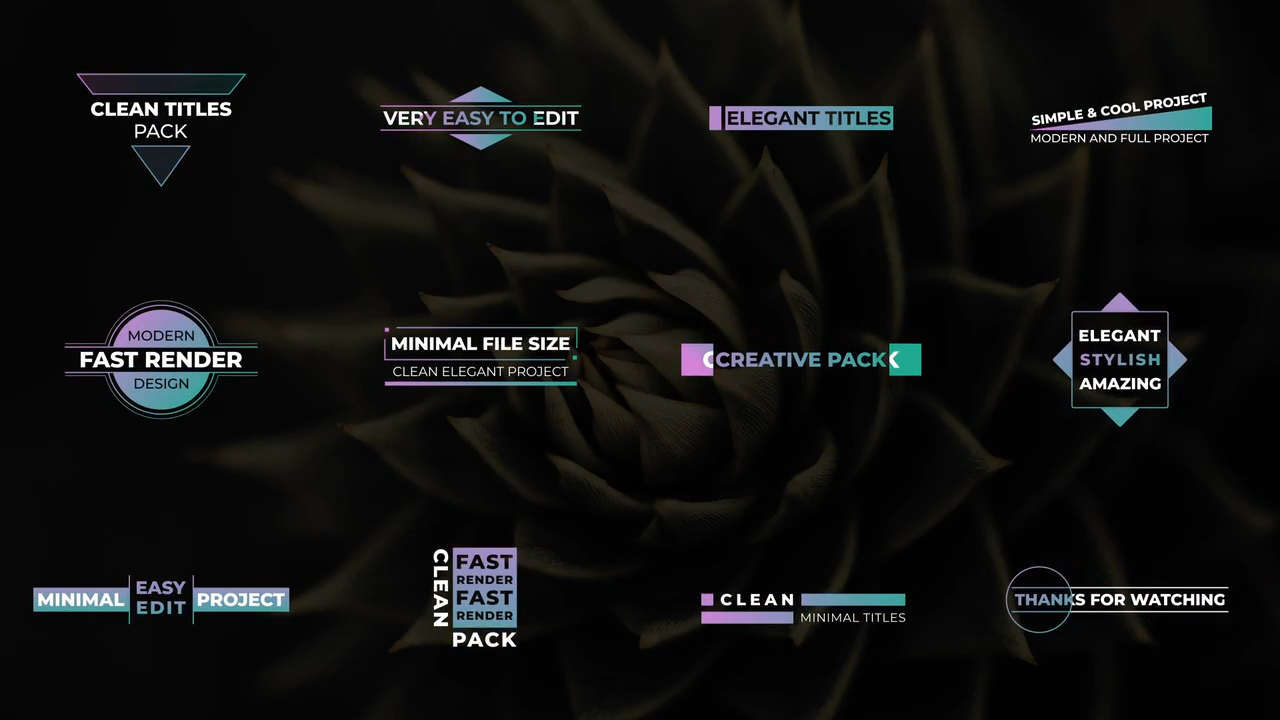 CLEAN TITLES
PACK
VERY EASY TO EDIT
ELEGANT TITLES
SIMPLE & COOL PROJECT
MODERN AND FULL PROJECT
MODERN
FAST RENDER
DESIGN
MINIMAL FILE SIZE
CLEAN ELEGANT PROJECT
CREATIVE PACK
ELEGANT
STYLISH
AMAZING
MINIMAL
EASY
EDIT
PROJECT
CLEAN
FAST
RENDER
FAST
RENDER
PACK
CLEAN
MINIMAL TITLES
THANKS FOR WATCHING